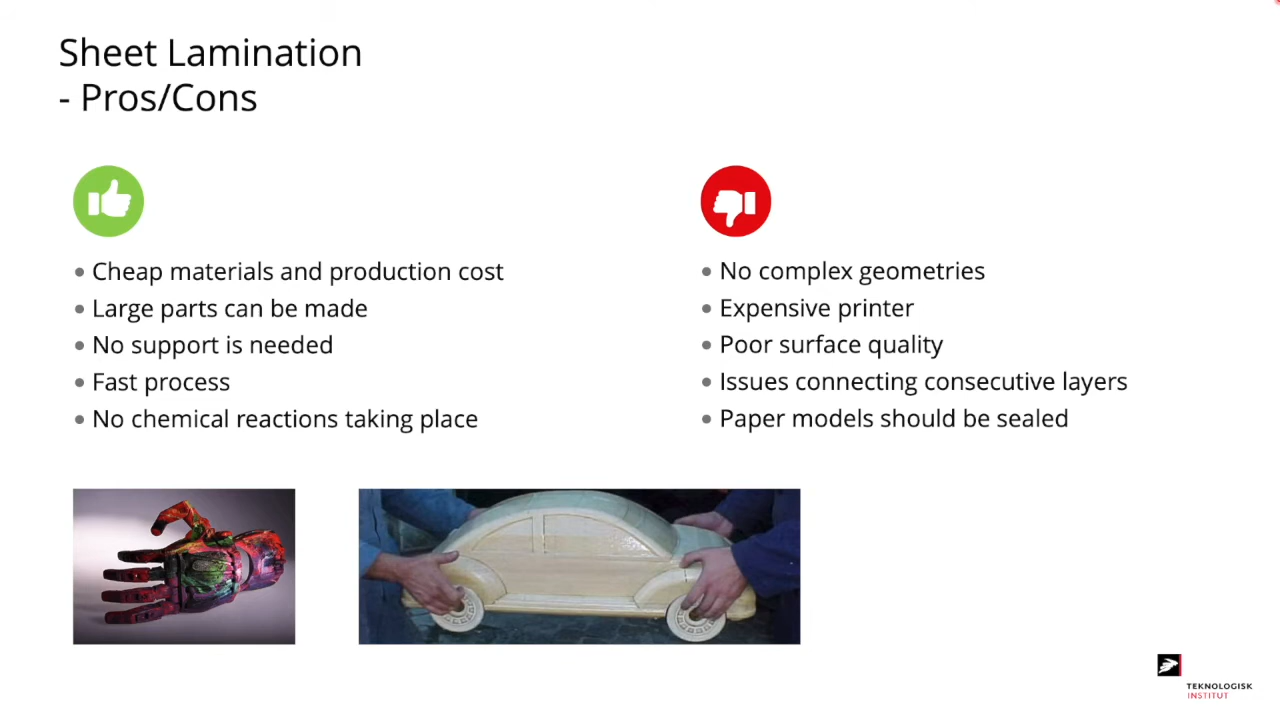 Sheet Lamination
- Pros/Cons
• Cheap materials and production cost
• Large parts can be made
• No support is needed
• Fast process
• No chemical reactions taking place
• No complex geometries
• Expensive printer
• Poor surface quality
• Issues connecting consecutive layers
• Paper models should be sealed
TEKNOLOGISK
INSTITUT